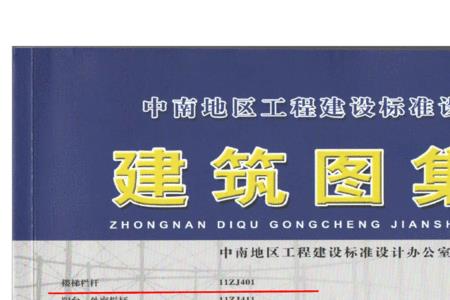 中南地区工程建设标准设
建筑图集
ZHONGNAN DIQU GONGCHENG JIANSH
中南地区工程建设标准设计办公室
楼梯栏杆 11ZJ401
11ZJ411